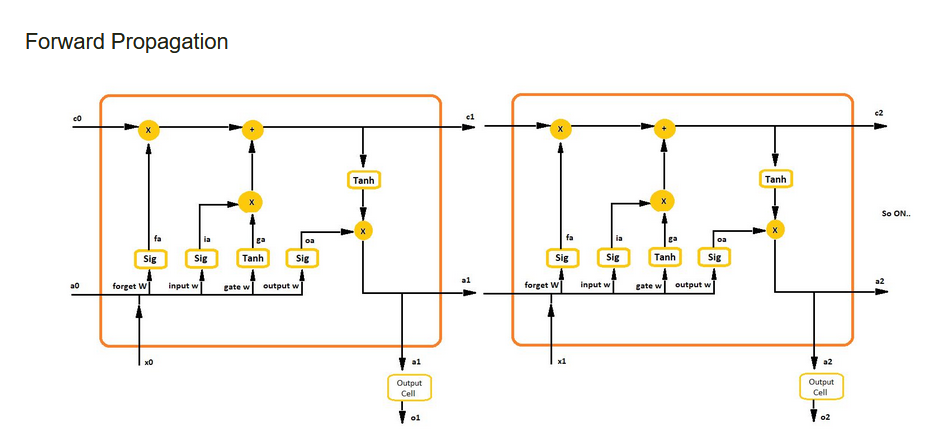 Forward Propagation
c0
x
+
c1
Tanh
x
x
fa
ia
ga
oa
Sig
Sig
Tanh
Sig
a0
forget W
input w
gate w
output w
a1
x0
a1
Output
Cell
o1
x
+
c2
Tanh
x
x
So ON..
fa
ia
ga
oa
Sig
Sig
Tanh
Sig
forget W
input w
gate w
output w
a2
x1
a2
Output
Cell
o2